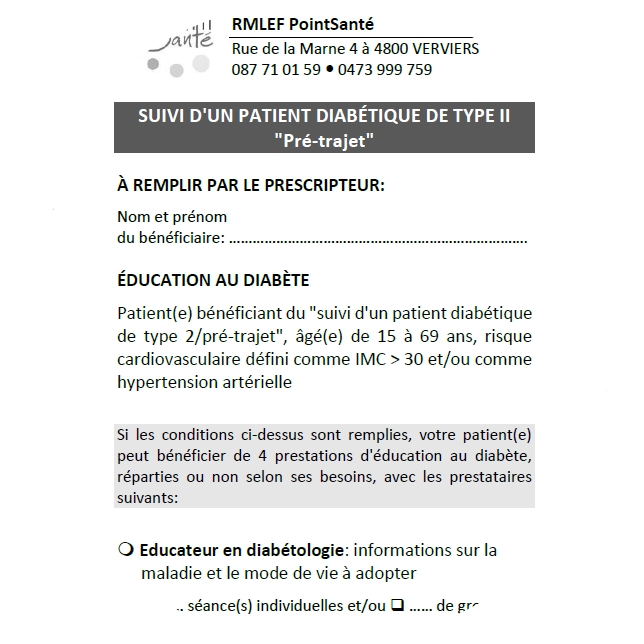 santé
RMLEF PointSanté
Rue de la Marne 4 à 4800 VERVIERS
087 71 01 59 • 0473 999 759
SUIVI D'UN PATIENT DIABÉTIQUE DE TYPE II
"Pré-trajet"
À REMPLIR PAR LE PRESCRIPTEUR:
Nom et prénom
du bénéficiaire: ......................................................................
ÉDUCATION AU DIABÈTE
Patient(e) bénéficiant du "suivi d'un patient diabétique
de type 2/pré-trajet", âgé(e) de 15 à 69 ans, risque
cardiovasculaire défini comme IMC > 30 et/ou comme
hypertension artérielle
Si les conditions ci-dessus sont remplies, votre patient(e)
peut bénéficier de 4 prestations d'éducation au diabète,
réparties ou non selon ses besoins, avec les prestataires
suivants:
❍ Educateur en diabétologie: informations sur la
maladie et le mode de vie à adopter
.. séance(s) individuelles et/ou ❑ ...... de